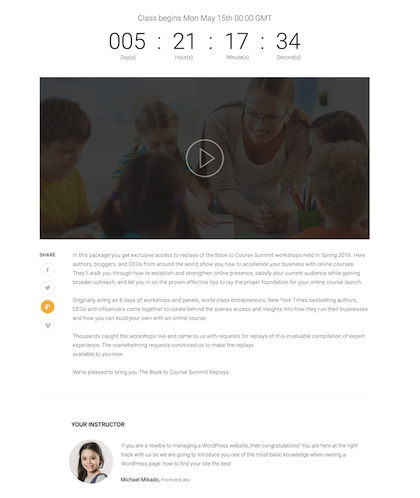 Class begins Mon May 15th 00:00 GMT
005 : 21 : 17 : 34
Day(s) Hour(s) Minute(s) Second(s)
SHARE
In this package you get exclusive access to replays of the Book to Course Summit workshops held in Spring 2016. Here
authors, bloggers, and CEOs from around the world show you how to accelerate your business with online courses.
They'll walk you through how to establish and strengthen online presence, satisfy your current audience while gaining
broader outreach, and let you in on the proven effective tips to lay the proper foundation for your online course launch.
Originally airing as 8 days of workshops and panels, world-class entrepreneurs, New York Times bestselling authors,
CEOs and influencers came together to curate behind the scenes access and insights into how they run their businesses
and how you can build your own with an online course.
Thousands caught the workshops live and came to us with requests for replays of this invaluable compilation of expert
experience. The overwhelming requests convinced us to make the replays
available to you now.
We're pleased to bring you The Book to Course Summit Replays.
YOUR INSTRUCTOR
If you are a newbie to managing a WordPress website, then congratulations! You are here at the right
track with us be we are going to introduce you one of the most basic knowledge when owning a
WordPress page: how to find your site the best
Michael Mikado, Front-end dev